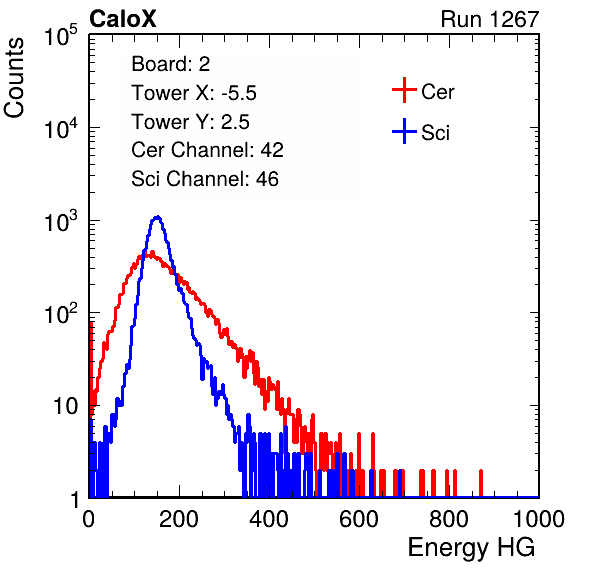 CaloX Run 1267
Counts
10^5
10^4
10^3
10^2
10
1
Board: 2
Tower X: -5.5
Tower Y: 2.5
Cer Channel: 42
Sci Channel: 46
Cer
Sci
0 200 400 600 800 1000
Energy HG